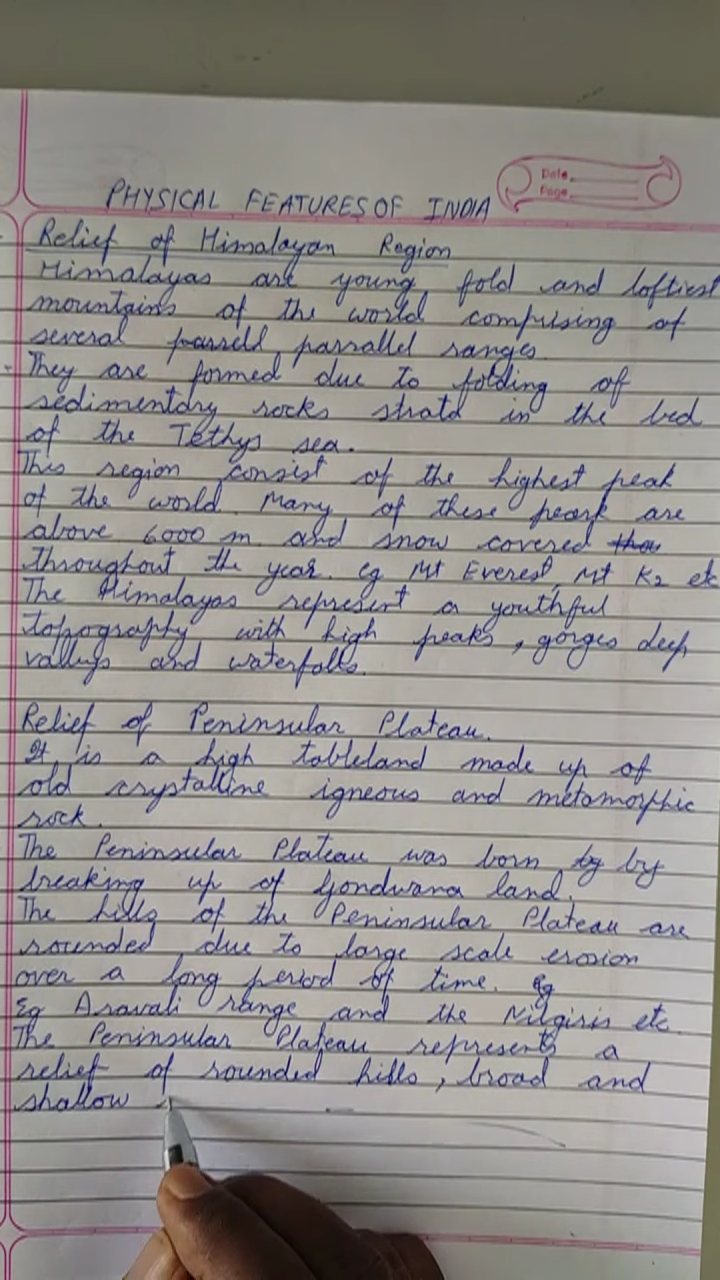 Date
Page
PHYSICAL FEATURES OF INDIA
Relief of Himalayan Region
Himalayas are young, fold and loftiest
mountains of the world comprising of
several parrell parrallel ranges.
They are formed due to folding of
sedimentary rocks strata in the bed
of the Tethys sea.
This region consist of the highest peak
of the world. Many of these peark are
above 6000 m. and snow covered thou
throughout the year. eg Mt Everest, Mt K2 etc
The Himalayas represent a youthful
topography with high peaks, gorges deep
valleys and waterfalls.
Relief of Peninsular Plateau.
It is a high tableland made up of
old crystalline igneous and metamorphic
rock.
The Peninsular Plateau was born by by
breaking up of Gondwana land.
The hills of the Peninsular Plateau are
rounded due to large scale erosion
over a long period of time. Eg
Eg Aravali range and the Nilgiris etc.
The Peninsular Plateau represents a
relief of rounded hills, broad and
shallow